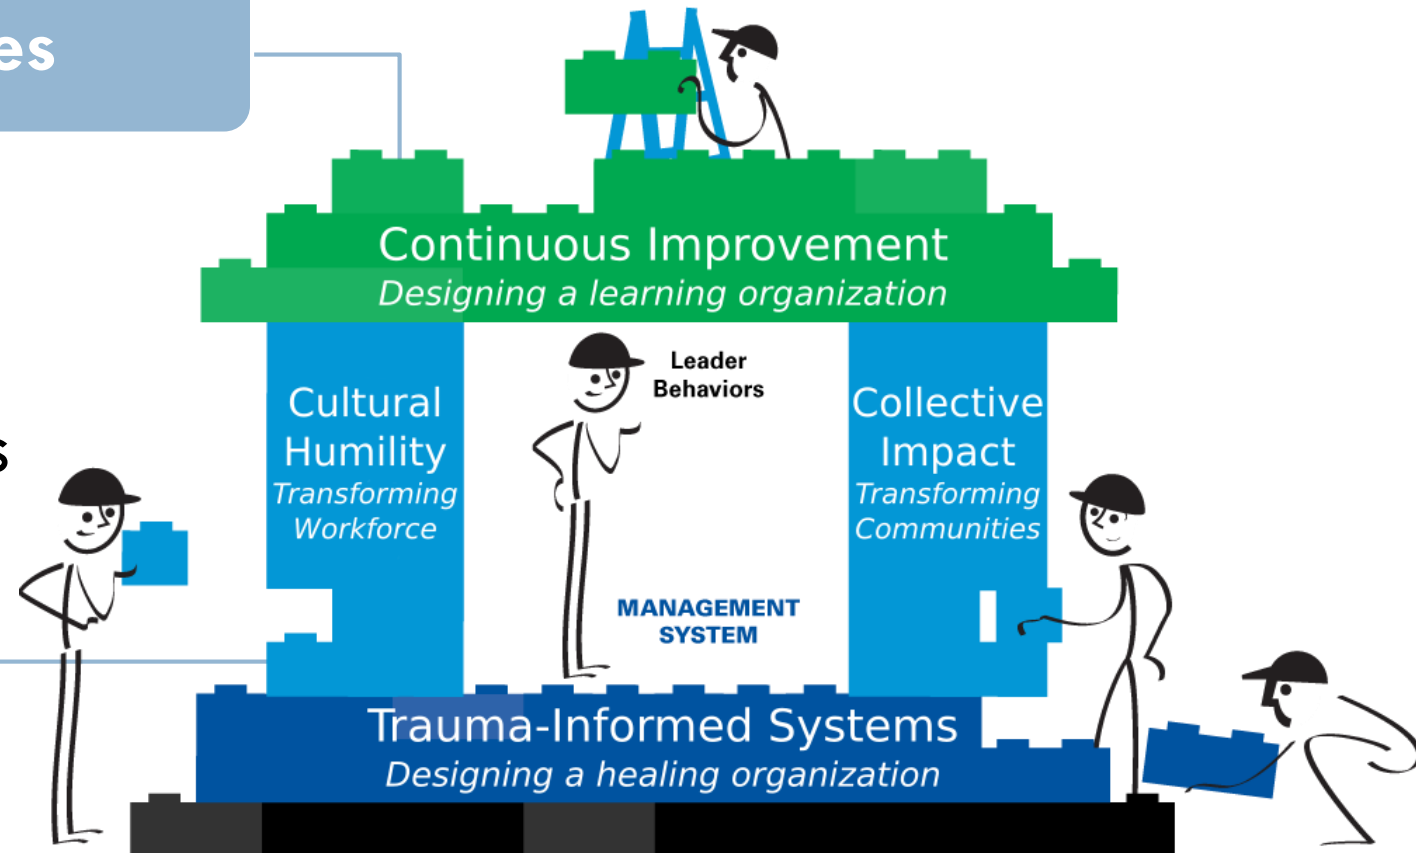 es
Continuous Improvement
Designing a learning organization
Leader
Behaviors
Cultural
Humility
Transforming
Workforce
Collective
Impact
Transforming
Communities
s
MANAGEMENT
SYSTEM
Trauma-Informed Systems
Designing a healing organization